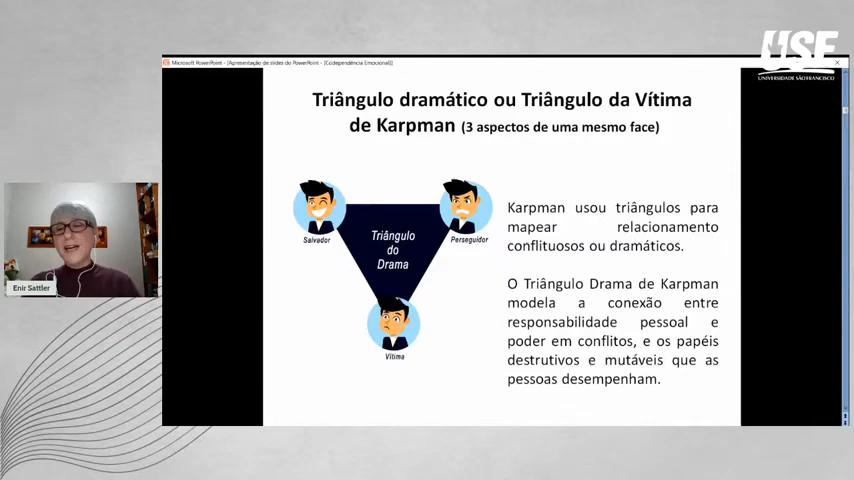 USF
UNIVERSIDADE SÃO FRANCISCO
Microsoft PowerPoint - [Apresentação de slides do PowerPoint - [Codependência Emocional]]
Triângulo dramático ou Triângulo da Vítima
de Karpman (3 aspectos de uma mesmo face)
Salvador
Perseguidor
Triângulo
do
Drama
Vítima
Karpman usou triângulos para
mapear relacionamento
conflituosos ou dramáticos.
O Triângulo Drama de Karpman
modela a conexão entre
responsabilidade pessoal e
poder em conflitos, e os papéis
destrutivos e mutáveis que as
pessoas desempenham.
Enir Sattler